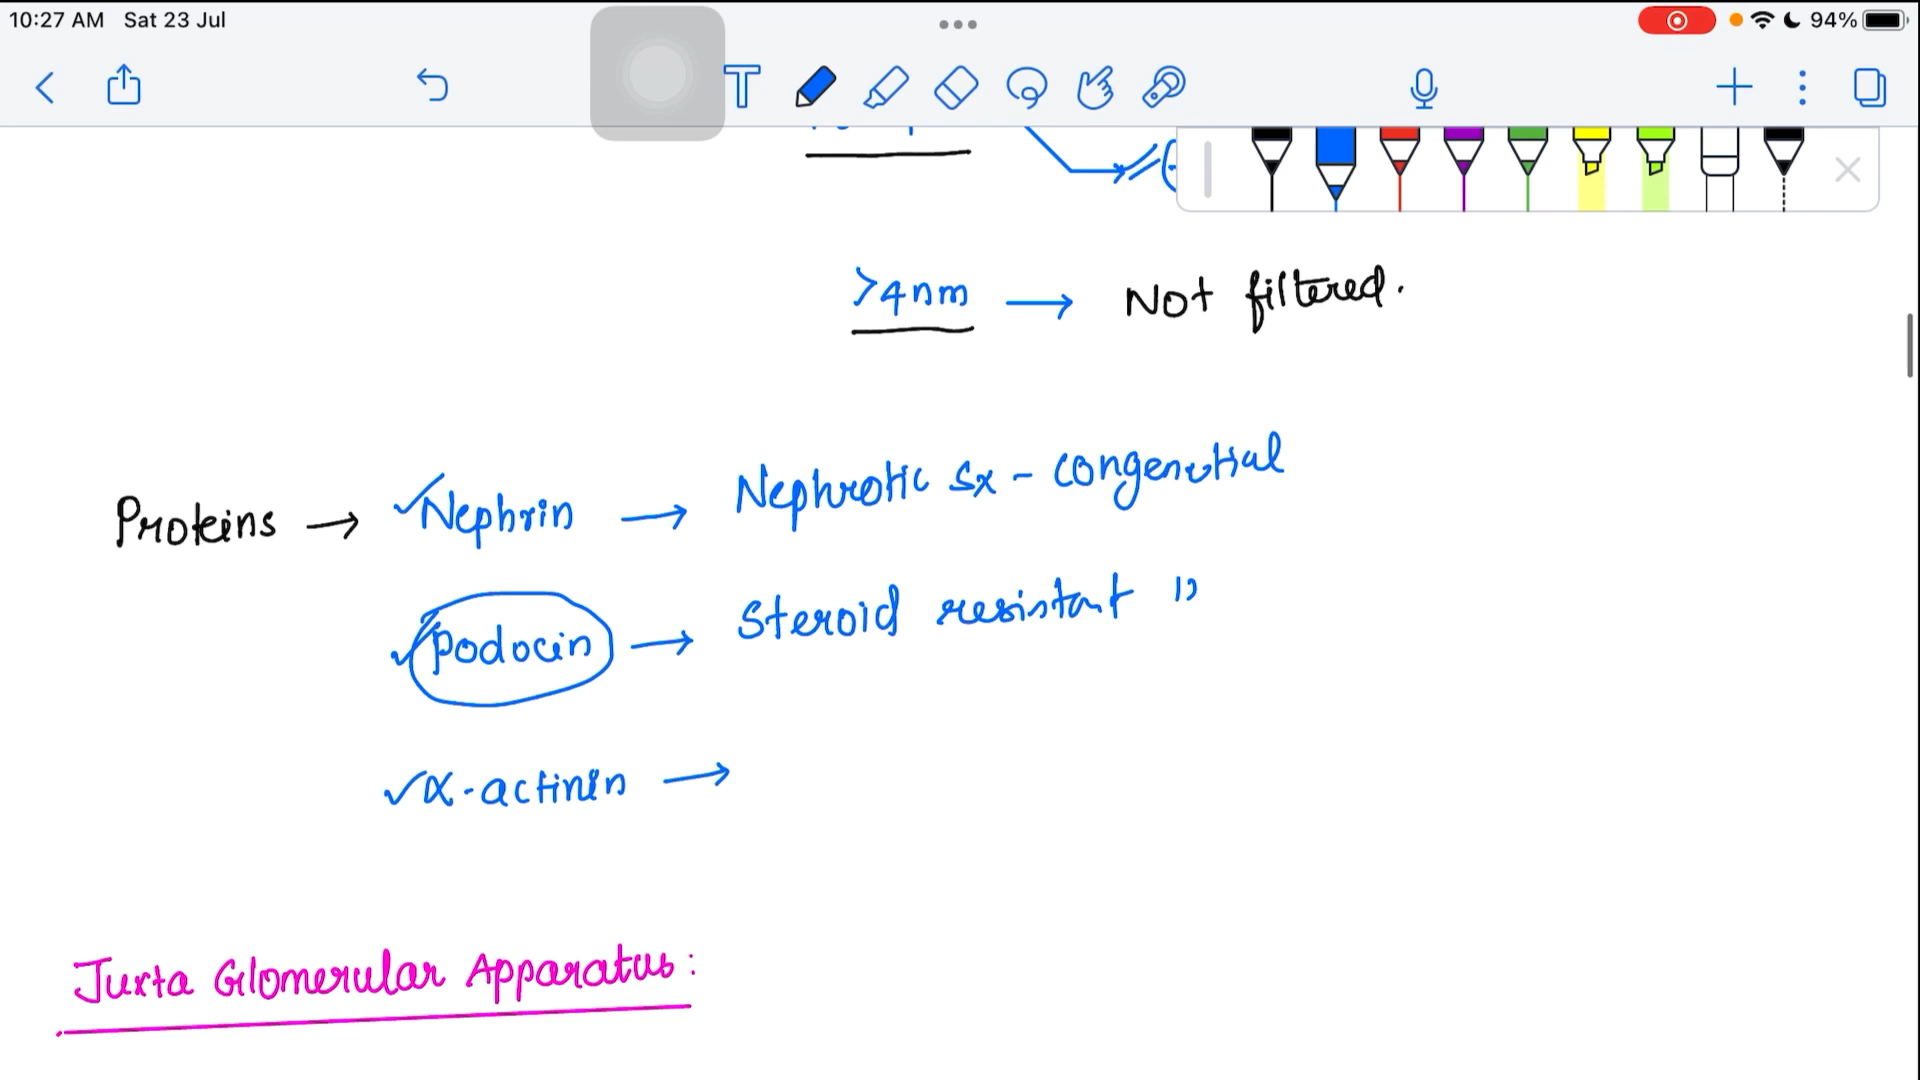 10:27 AM Sat 23 Jul
94%
T
>4nm → Not filtered.
Proteins → ✓Nephrin → Nephrotic Sx - congenital
✓podocin → Steroid resistant "
✓α-actinin →
Juxta Glomerular Apparatus: